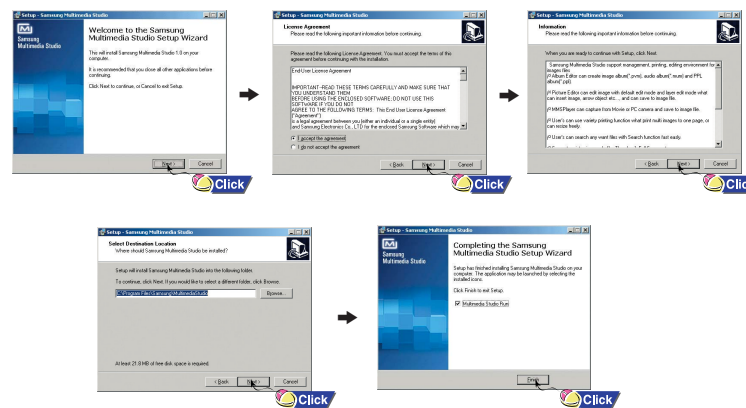 Setup - Samsung Multimedia Studio
Samsung
Multimedia Studio
Welcome to the Samsung
Multimedia Studio Setup Wizard
This will install Samsung Multimedia Studio 1.0 on your
computer.
It is recommended that you close all other applications before
continuing.
Click Next to continue, or Cancel to exit Setup.
Next >
Cancel
Click
Setup - Samsung Multimedia Studio
License Agreement
Please read the following important information before continuing.
Please read the following License Agreement. You must accept the terms of this
agreement before continuing with the installation.
End User License Agreement
IMPORTANT-READ THESE TERMS CAREFULLY AND MAKE SURE THAT
YOU UNDERSTAND THEM
BEFORE USING THE ENCLOSED SOFTWARE; DO NOT USE THIS
SOFTWARE IF YOU DO NOT
AGREE TO THE FOLLOWING TERMS: This End User License Agreement
("Agreement")
is a legal agreement between you (either an individual or a single entity)
and Samsung Electronics Co., LTD for the enclosed Samsung Software which may
I accept the agreement
I do not accept the agreement
< Back
Next >
Cancel
Click
Setup - Samsung Multimedia Studio
Information
Please read the following important information before continuing.
When you are ready to continue with Setup, click Next.
Samsung Multimedia Studio support management, printing, editing environment for
images files
Album Editor can create image album(*.pvm), audio album(*.mure) and PPL
album(*.ppl).
Picture Editor can edit image with default edit mode and layer edit mode what
can insert image, arrow object etc... , and can save to image file.
MMSPlayer can capture from Movie or PC camera and save to image file.
User's can use variety printing function what print multi images to one page, or
can resize freely.
User's can search any want files with Search function fast easily.
< Back
Next >
Cancel
Clic
Setup - Samsung Multimedia Studio
Select Destination Location
Where should Samsung Multimedia Studio be installed?
Setup will install Samsung Multimedia Studio into the following folder.
To continue, click Next. If you would like to select a different folder, click Browse.
C:\Program Files\Samsung\MultimediaStudio
Browse...
At least 21.8 MB of free disk space is required.
< Back
Next >
Cancel
Click
Setup - Samsung Multimedia Studio
Samsung
Multimedia Studio
Completing the Samsung
Multimedia Studio Setup Wizard
Setup has finished installing Samsung Multimedia Studio on your
computer. The application may be launched by selecting the
installed icons.
Click Finish to exit Setup.
Multimedia Studio Run
Finish
Click